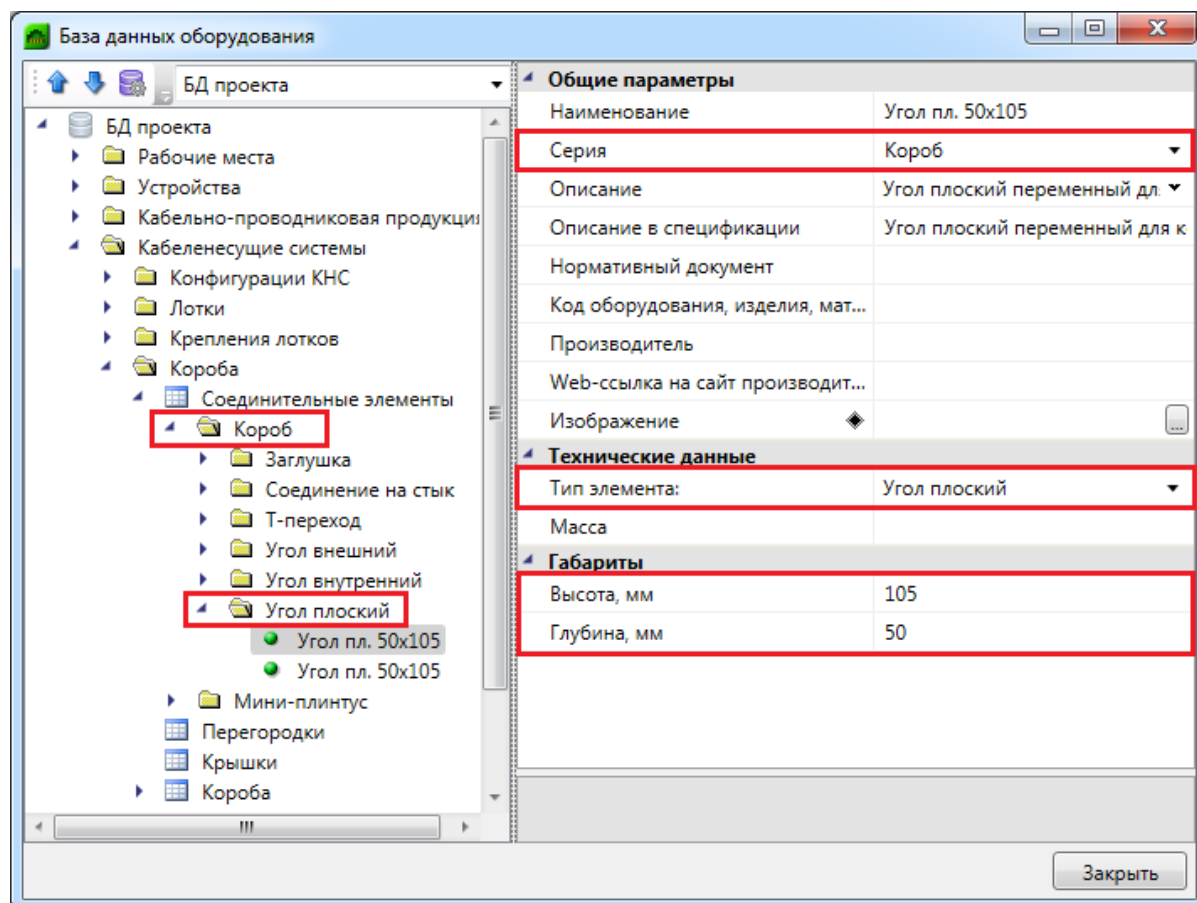 База данных оборудования
БД проекта
БД проекта
Рабочие места
Устройства
Кабельно-проводниковая продукция
Кабеленесущие системы
Конфигурации КНС
Лотки
Крепления лотков
Короба
Соединительные элементы
Короб
Заглушка
Соединение на стык
Т-переход
Угол внешний
Угол внутренний
Угол плоский
Угол пл. 50x105
Угол пл. 50x105
Мини-плинтус
Перегородки
Крышки
Короба
Общие параметры
Наименование Угол пл. 50x105
Серия Короб
Описание Угол плоский переменный дл
Описание в спецификации Угол плоский переменный для к
Нормативный документ
Код оборудования, изделия, мат...
Производитель
Web-ссылка на сайт производит...
Изображение ...
Технические данные
Тип элемента: Угол плоский
Масса
Габариты
Высота, мм 105
Глубина, мм 50
Закрыть